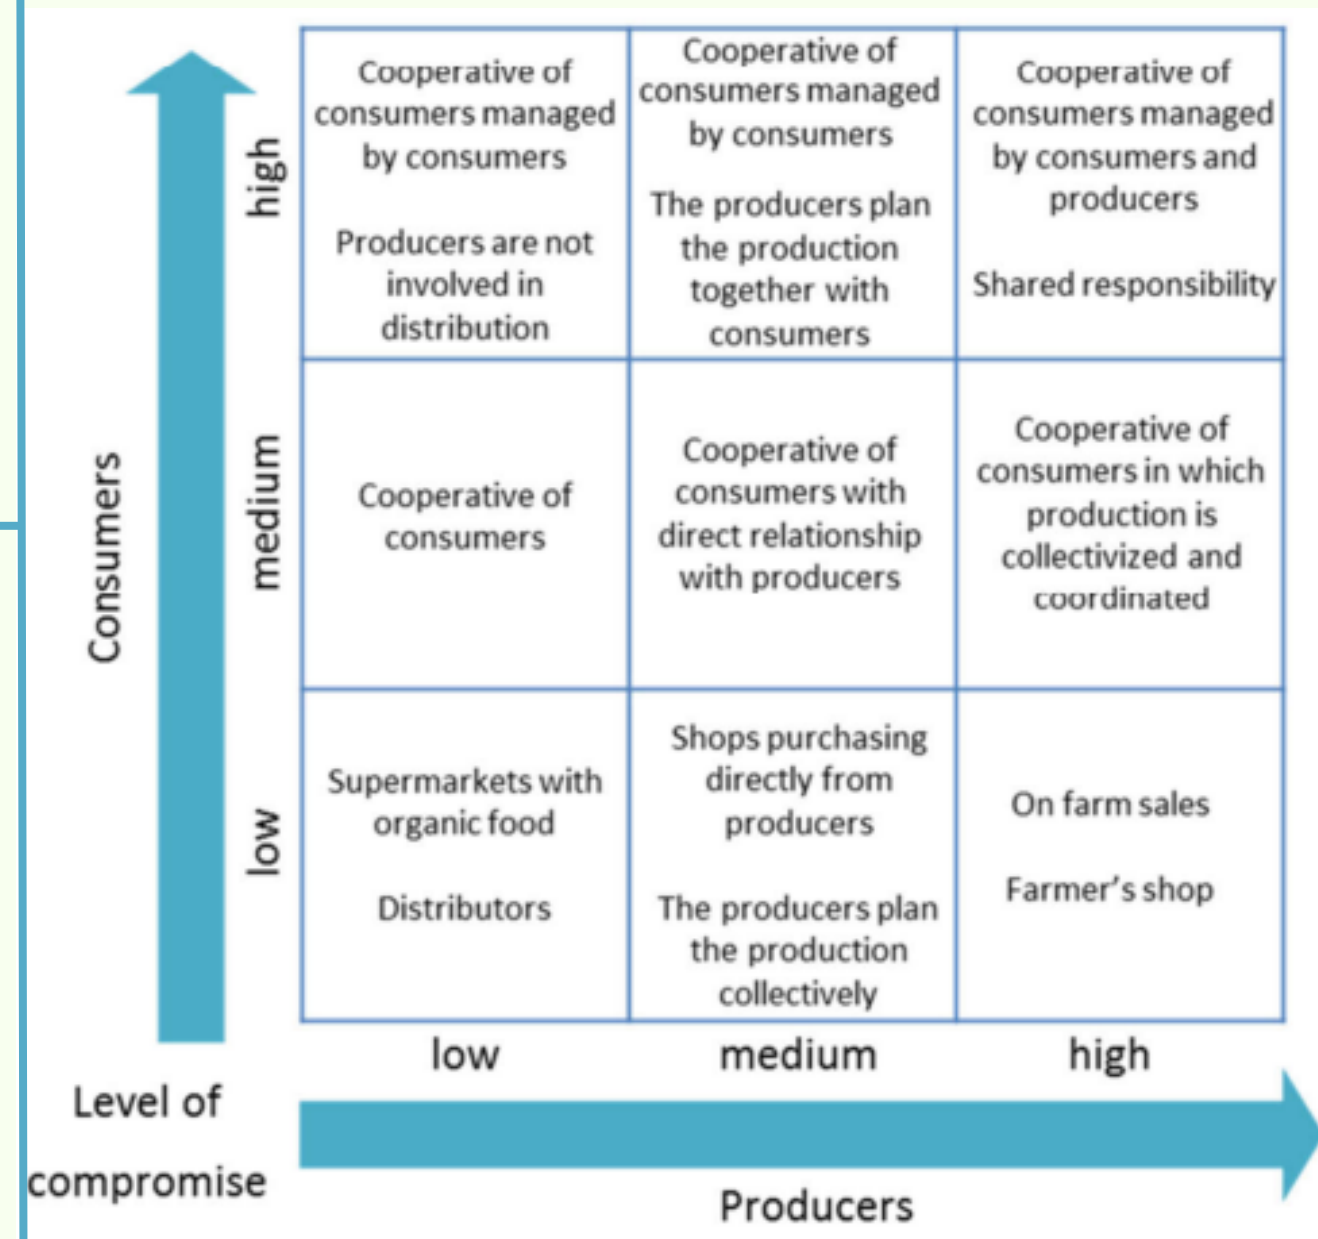 Consumers
high
Cooperative of
consumers managed
by consumers
Producers are not
involved in
distribution
Cooperative of
consumers managed
by consumers
The producers plan
the production
together with
consumers
Cooperative of
consumers managed
by consumers and
producers
Shared responsibility
medium
Cooperative of
consumers
Cooperative of
consumers with
direct relationship
with producers
Cooperative of
consumers in which
production is
collectivized and
coordinated
low
Supermarkets with
organic food
Distributors
Shops purchasing
directly from
producers
The producers plan
the production
collectively
On farm sales
Farmer’s shop
low
medium
high
Level of
compromise
Producers